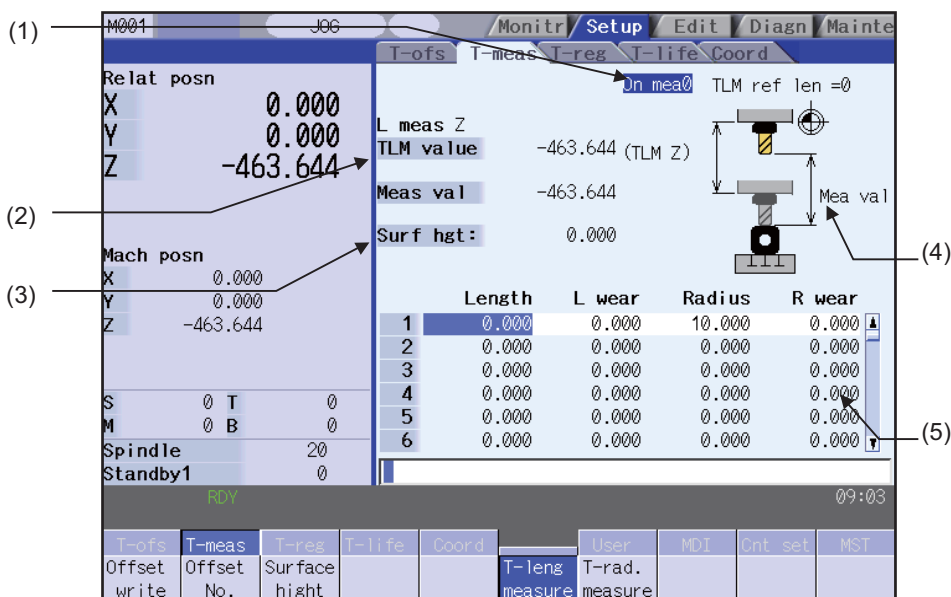 (1)
M001 JOG Monitr Setup Edit Diagn Mainte
T-ofs T-meas T-reg T-life Coord
On mea0 TLM ref len =0
Relat posn
X 0.000
Y 0.000
Z -463.644
L meas Z
TLM value -463.644 (TLM Z)
(2)
Meas val -463.644
Mea val
Surf hgt: 0.000
(4)
(3)
Mach posn
X 0.000
Y 0.000
Z -463.644
Length L wear Radius R wear
1 0.000 0.000 10.000 0.000
2 0.000 0.000 0.000 0.000
3 0.000 0.000 0.000 0.000
4 0.000 0.000 0.000 0.000
5 0.000 0.000 0.000 0.000
6 0.000 0.000 0.000 0.000
(5)
S 0 T 0
M 0 B 0
Spindle 20
Standby1 0
RDY 09:03
T-ofs T-meas T-reg T-life Coord User MDI Cnt set MST
Offset Offset Surface T-leng T-rad.
write No. hight measure measure